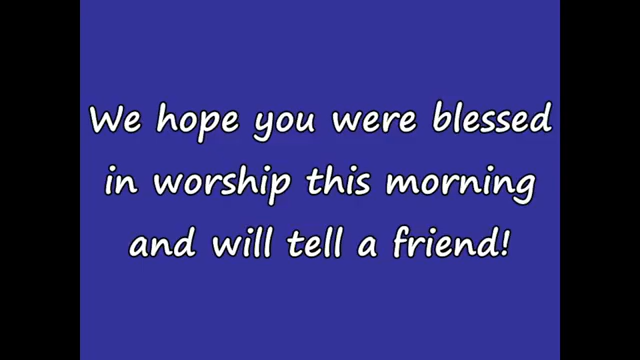 We hope you were blessed
in worship this morning
and will tell a friend!